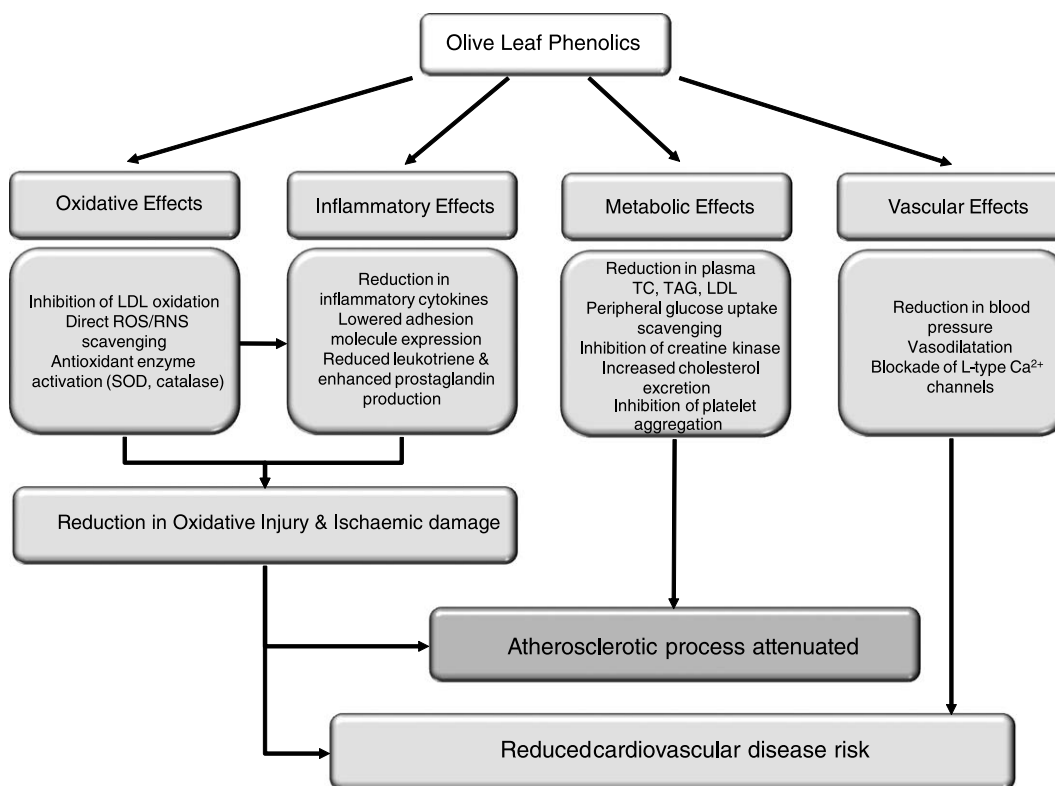 Olive Leaf Phenolics
Oxidative Effects
Inflammatory Effects
Metabolic Effects
Vascular Effects
Inhibition of LDL oxidation
Direct ROS/RNS
scavenging
Antioxidant enzyme
activation (SOD, catalase)
Reduction in
inflammatory cytokines
Lowered adhesion
molecule expression
Reduced leukotriene &
enhanced prostaglandin
production
Reduction in plasma
TC, TAG, LDL
Peripheral glucose uptake
scavenging
Inhibition of creatine kinase
Increased cholesterol
excretion
Inhibition of platelet
aggregation
Reduction in blood
pressure
Vasodilatation
Blockade of L-type Ca²⁺
channels
Reduction in Oxidative Injury & Ischaemic damage
Atherosclerotic process attenuated
Reduced cardiovascular disease risk